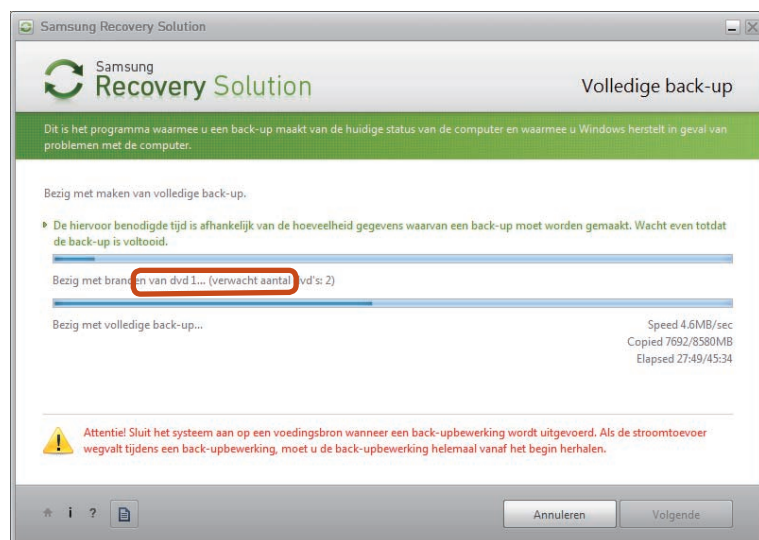 Samsung Recovery Solution
Samsung
Recovery Solution
Volledige back-up
Dit is het programma waarmee u een back-up maakt van de huidige status van de computer en waarmee u Windows herstelt in geval van
problemen met de computer.
Bezig met maken van volledige back-up.
De hiervoor benodigde tijd is afhankelijk van de hoeveelheid gegevens waarvan een back-up moet worden gemaakt. Wacht even totdat
de back-up is voltooid.
Bezig met branden van dvd 1... (verwacht aantal dvd's: 2)
Bezig met volledige back-up...
Speed 4.6MB/sec
Copied 7692/8580MB
Elapsed 27:49/45:34
Attentie! Sluit het systeem aan op een voedingsbron wanneer een back-upbewerking wordt uitgevoerd. Als de stroomtoevoer
wegvalt tijdens een back-upbewerking, moet u de back-upbewerking helemaal vanaf het begin herhalen.
i ?
Annuleren
Volgende